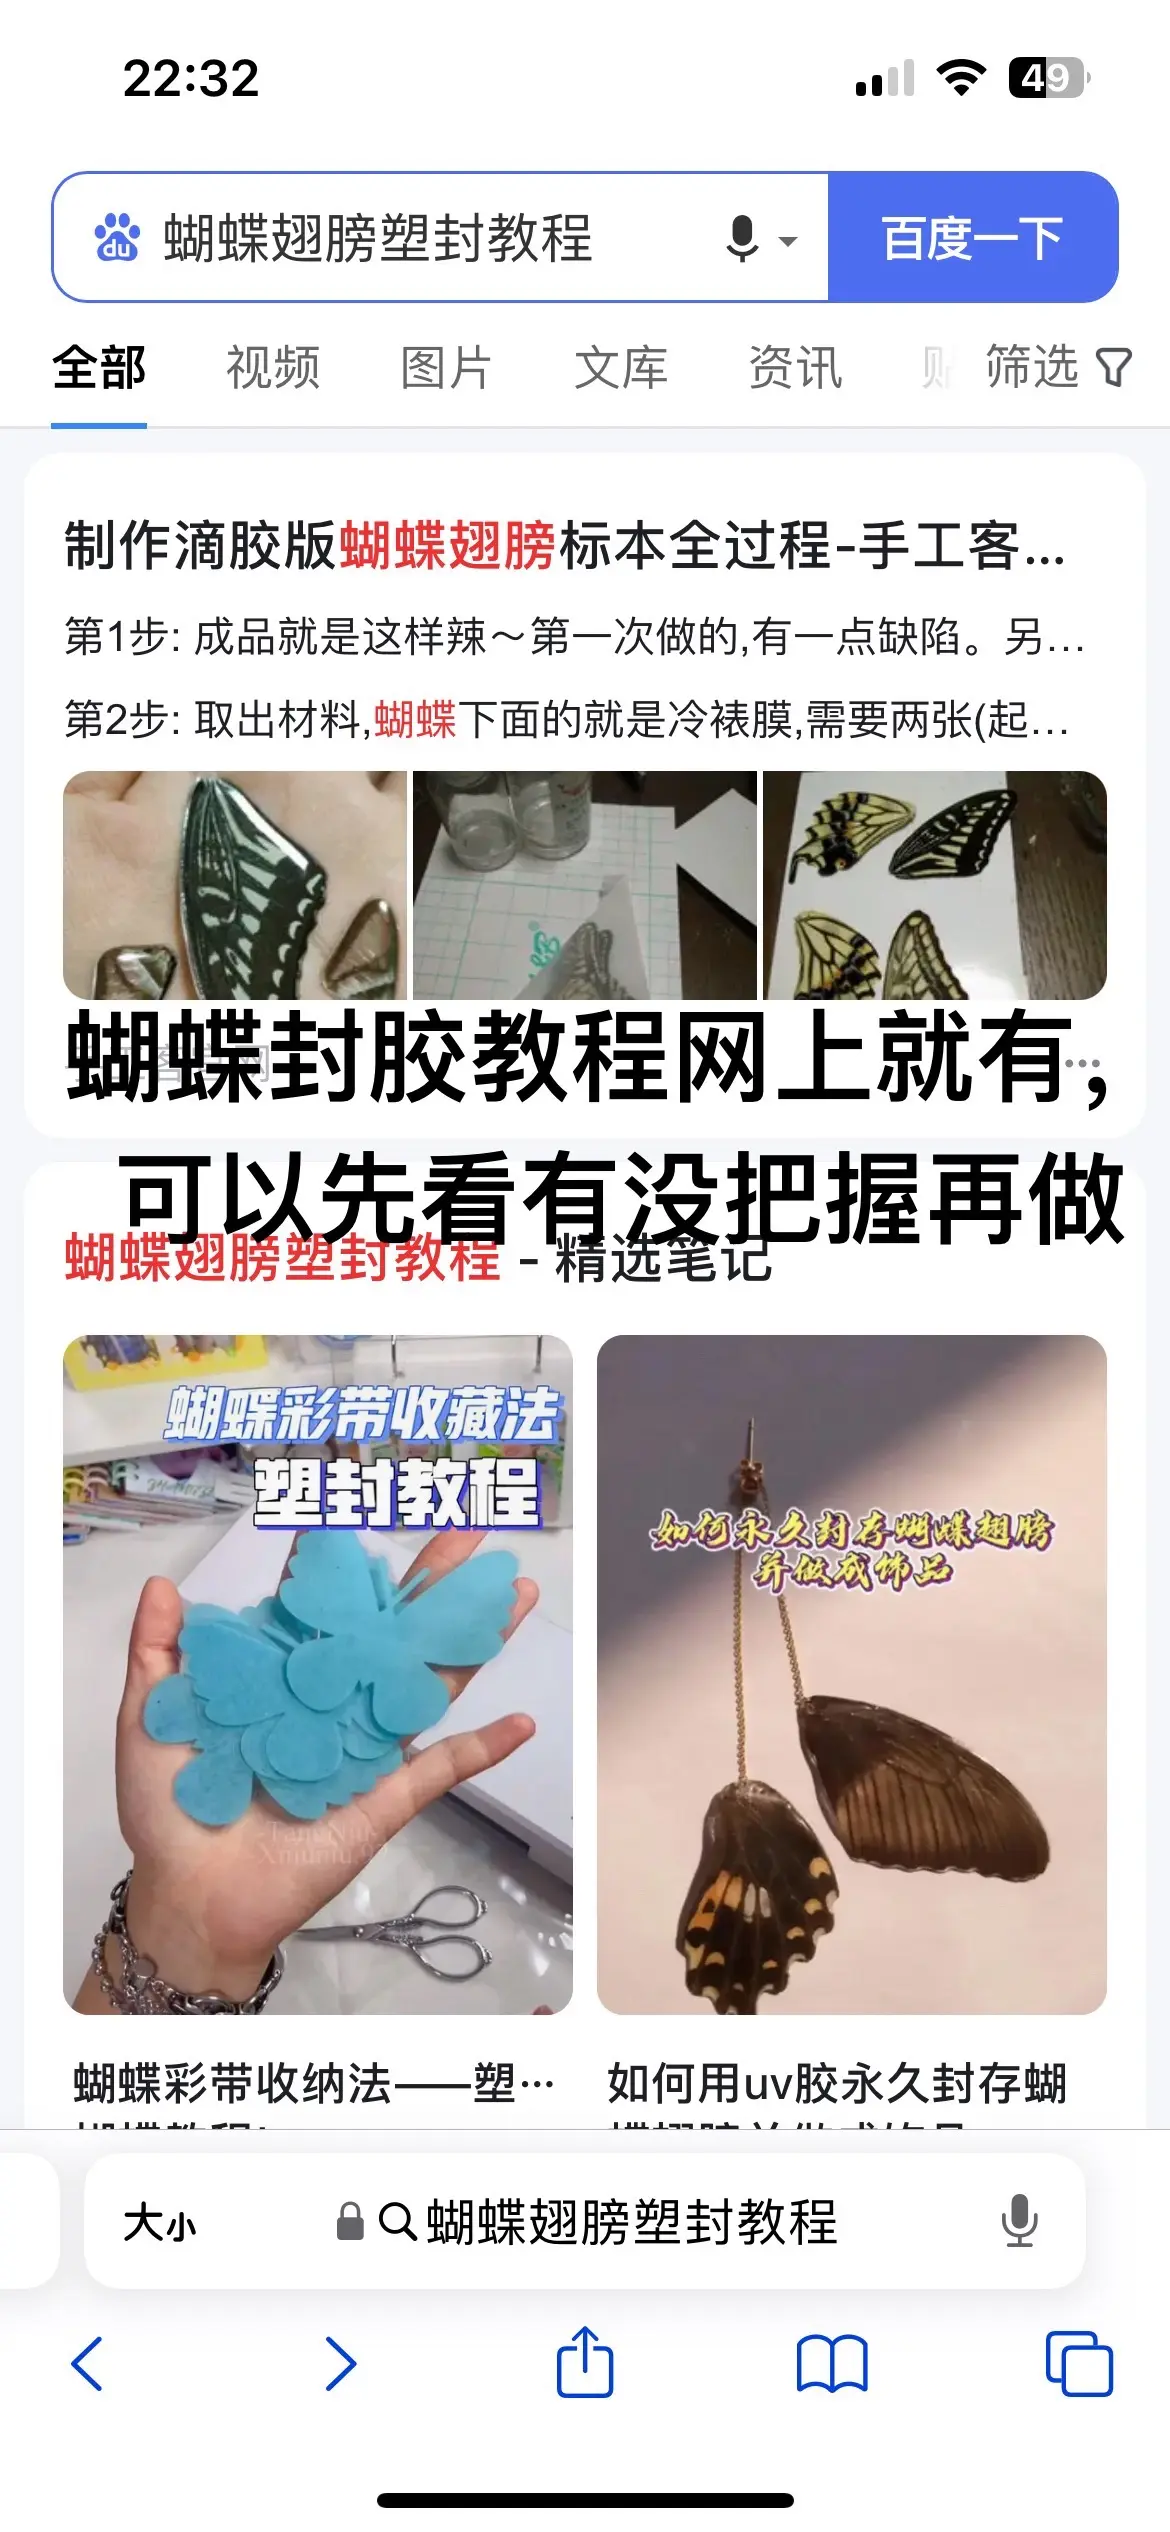 22:32
49
du
蝴蝶翅膀塑封教程
百度一下
全部
视频
图片
文库
资讯
筛选
制作滴胶版蝴蝶翅膀标本全过程-手工客...
第1步: 成品就是这样辣～第一次做的,有一点缺陷。另...
第2步: 取出材料,蝴蝶下面的就是冷裱膜,需要两张(起...
蝴蝶封胶教程网上就有，
可以先看有没把握再做
蝴蝶翅膀塑封教程 - 精选笔记
蝴蝶彩带收藏法
塑封教程
如何永久封存蝴蝶翅膀
并做成饰品
蝴蝶彩带收纳法——塑...
如何用uv胶永久封存蝴
大小
蝴蝶翅膀塑封教程